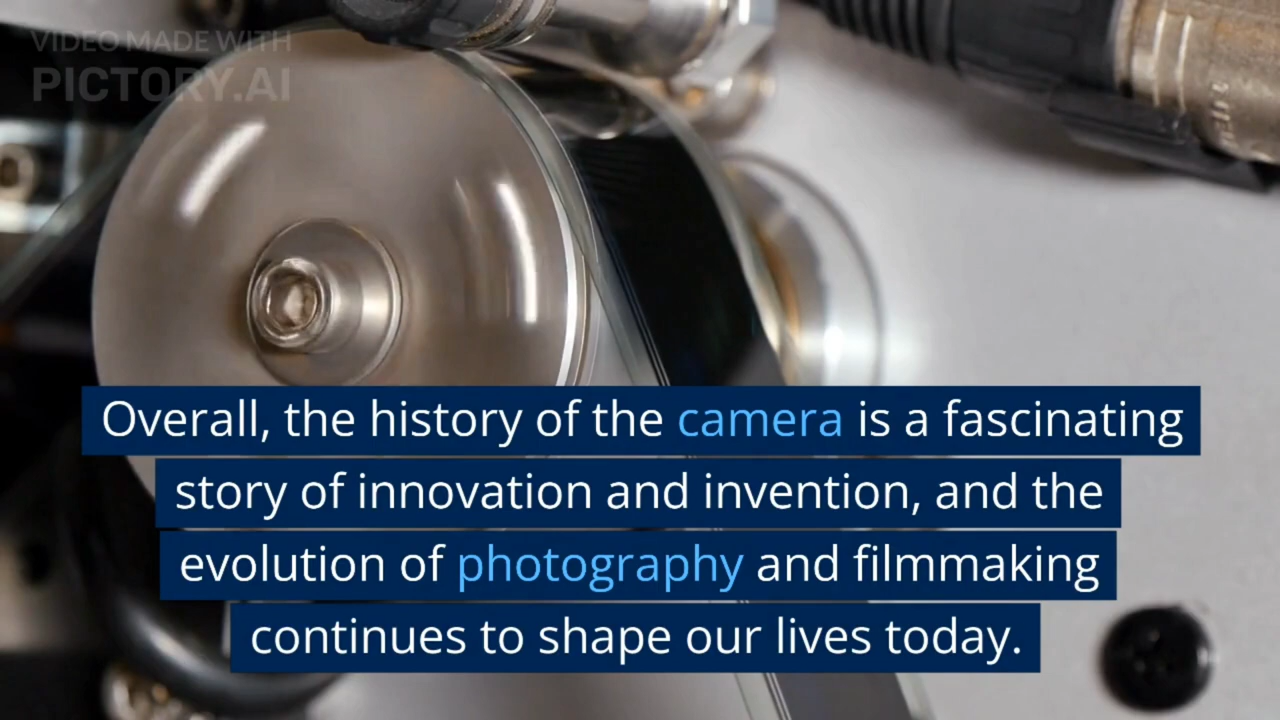 VIDEO MADE WITH
PICTORY.AI
Overall, the history of the camera is a fascinating
story of innovation and invention, and the
evolution of photography and filmmaking
continues to shape our lives today.